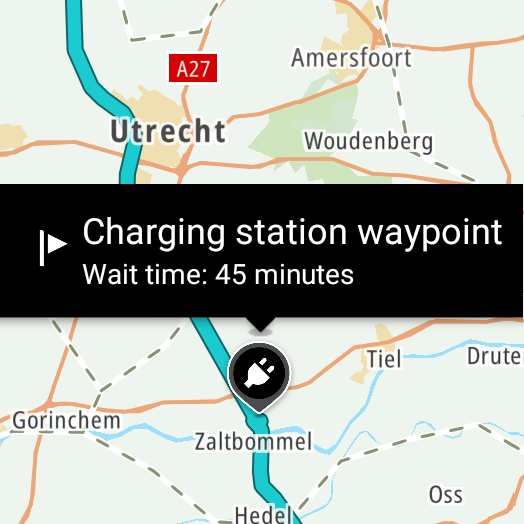 Amersfoort
A27
Utrecht
Woudenberg
Charging station waypoint
Wait time: 45 minutes
Tiel
Drute
Gorinchem
Zaltbommel
Oss
Hedel